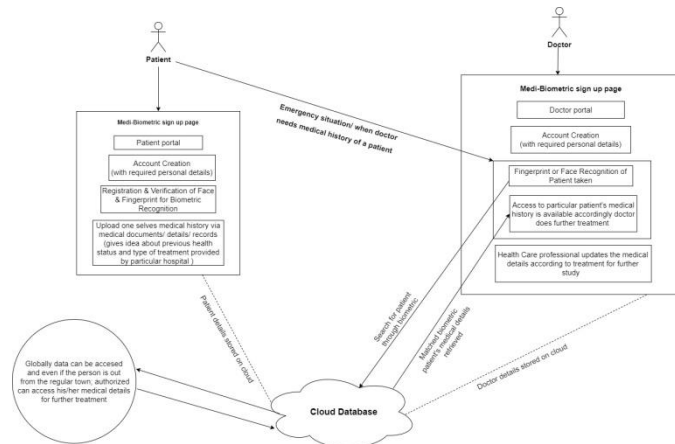 Patient
Doctor
Medi-Biometric sign up page
Patient portal
Account Creation
(with required personal details)
Registration & Verification of Face
& Fingerprint for Biometric
Recognition
Upload one selves medical history via
medical documents/ details/ records
(gives idea about previous health
status and type of treatment provided
by particular hospital )
Emergency situation/ when doctor
needs medical history of a patient
Medi-Biometric sign up page
Doctor portal
Account Creation
(with required personal details)
Fingerprint or Face Recognition of
Patient taken
Access to particular patient's medical
history is available accordingly doctor
does further treatment
Health Care professional updates the medical
details according to treatment for further
study
Patient details stored on cloud
Search for patient
through biometric
Matched biometric
patient's medical details
retrieved
Doctor details stored on cloud
Globally data can be accesed
and even if the person is out
from the regular town, authorized
can access his/her medical details
for further treatment
Cloud Database